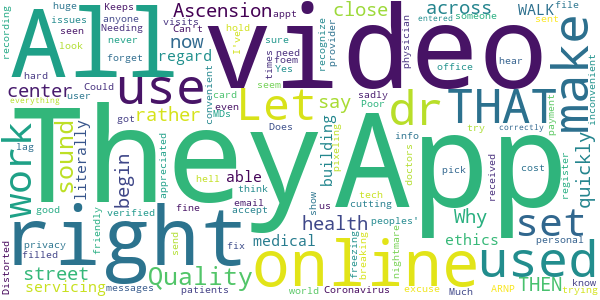 huge Keeps anyone
issues Needing
recording seen never
look forget
Ascension appt visits Can't
now hold I've
regard times
hard Yes
center user Could
All video close across
someone WALK file
entered sent
recognize sure need foem
provider seem
physician office hear
convenient card even MDs
use Let say dr THAT make
inconvenient
They App
work sound literally begin
rather got Does
appreciated hell able
building pixeling
Poor sadly
info doctors
try correctly
payment quickly
everything
lag good
fine verified
email accept think
us show tech cutting
health peoples'
pick cost received
Why set
register
right online used
Distorted privacy filled
friendly fix
street messages
servicing send
Quality medical
patients world
Coronavirus
freezing breaking
nightmare excuse
ethics Much
ARNP THEN
personal know trying